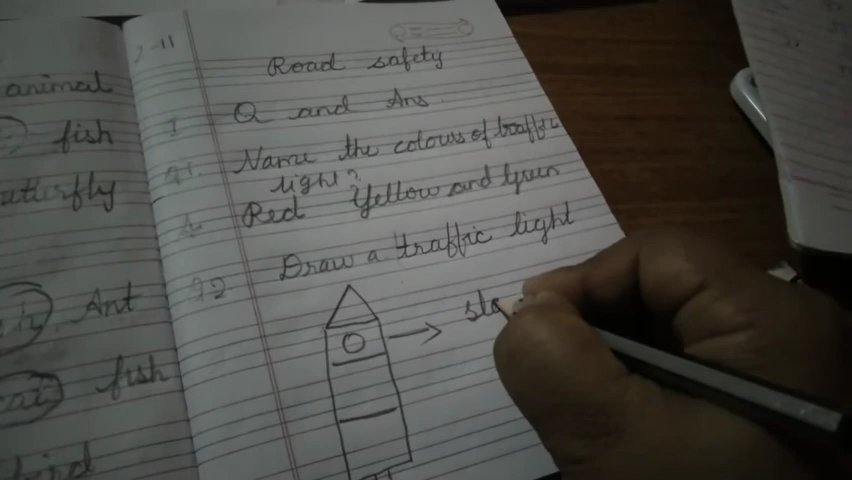 animal
fish
Ant
fish
Road safety
Q and Ans.
Q1. Name the colours of traffic
light?
A Red Yellow and Green
Q2 Draw a traffic light
sto